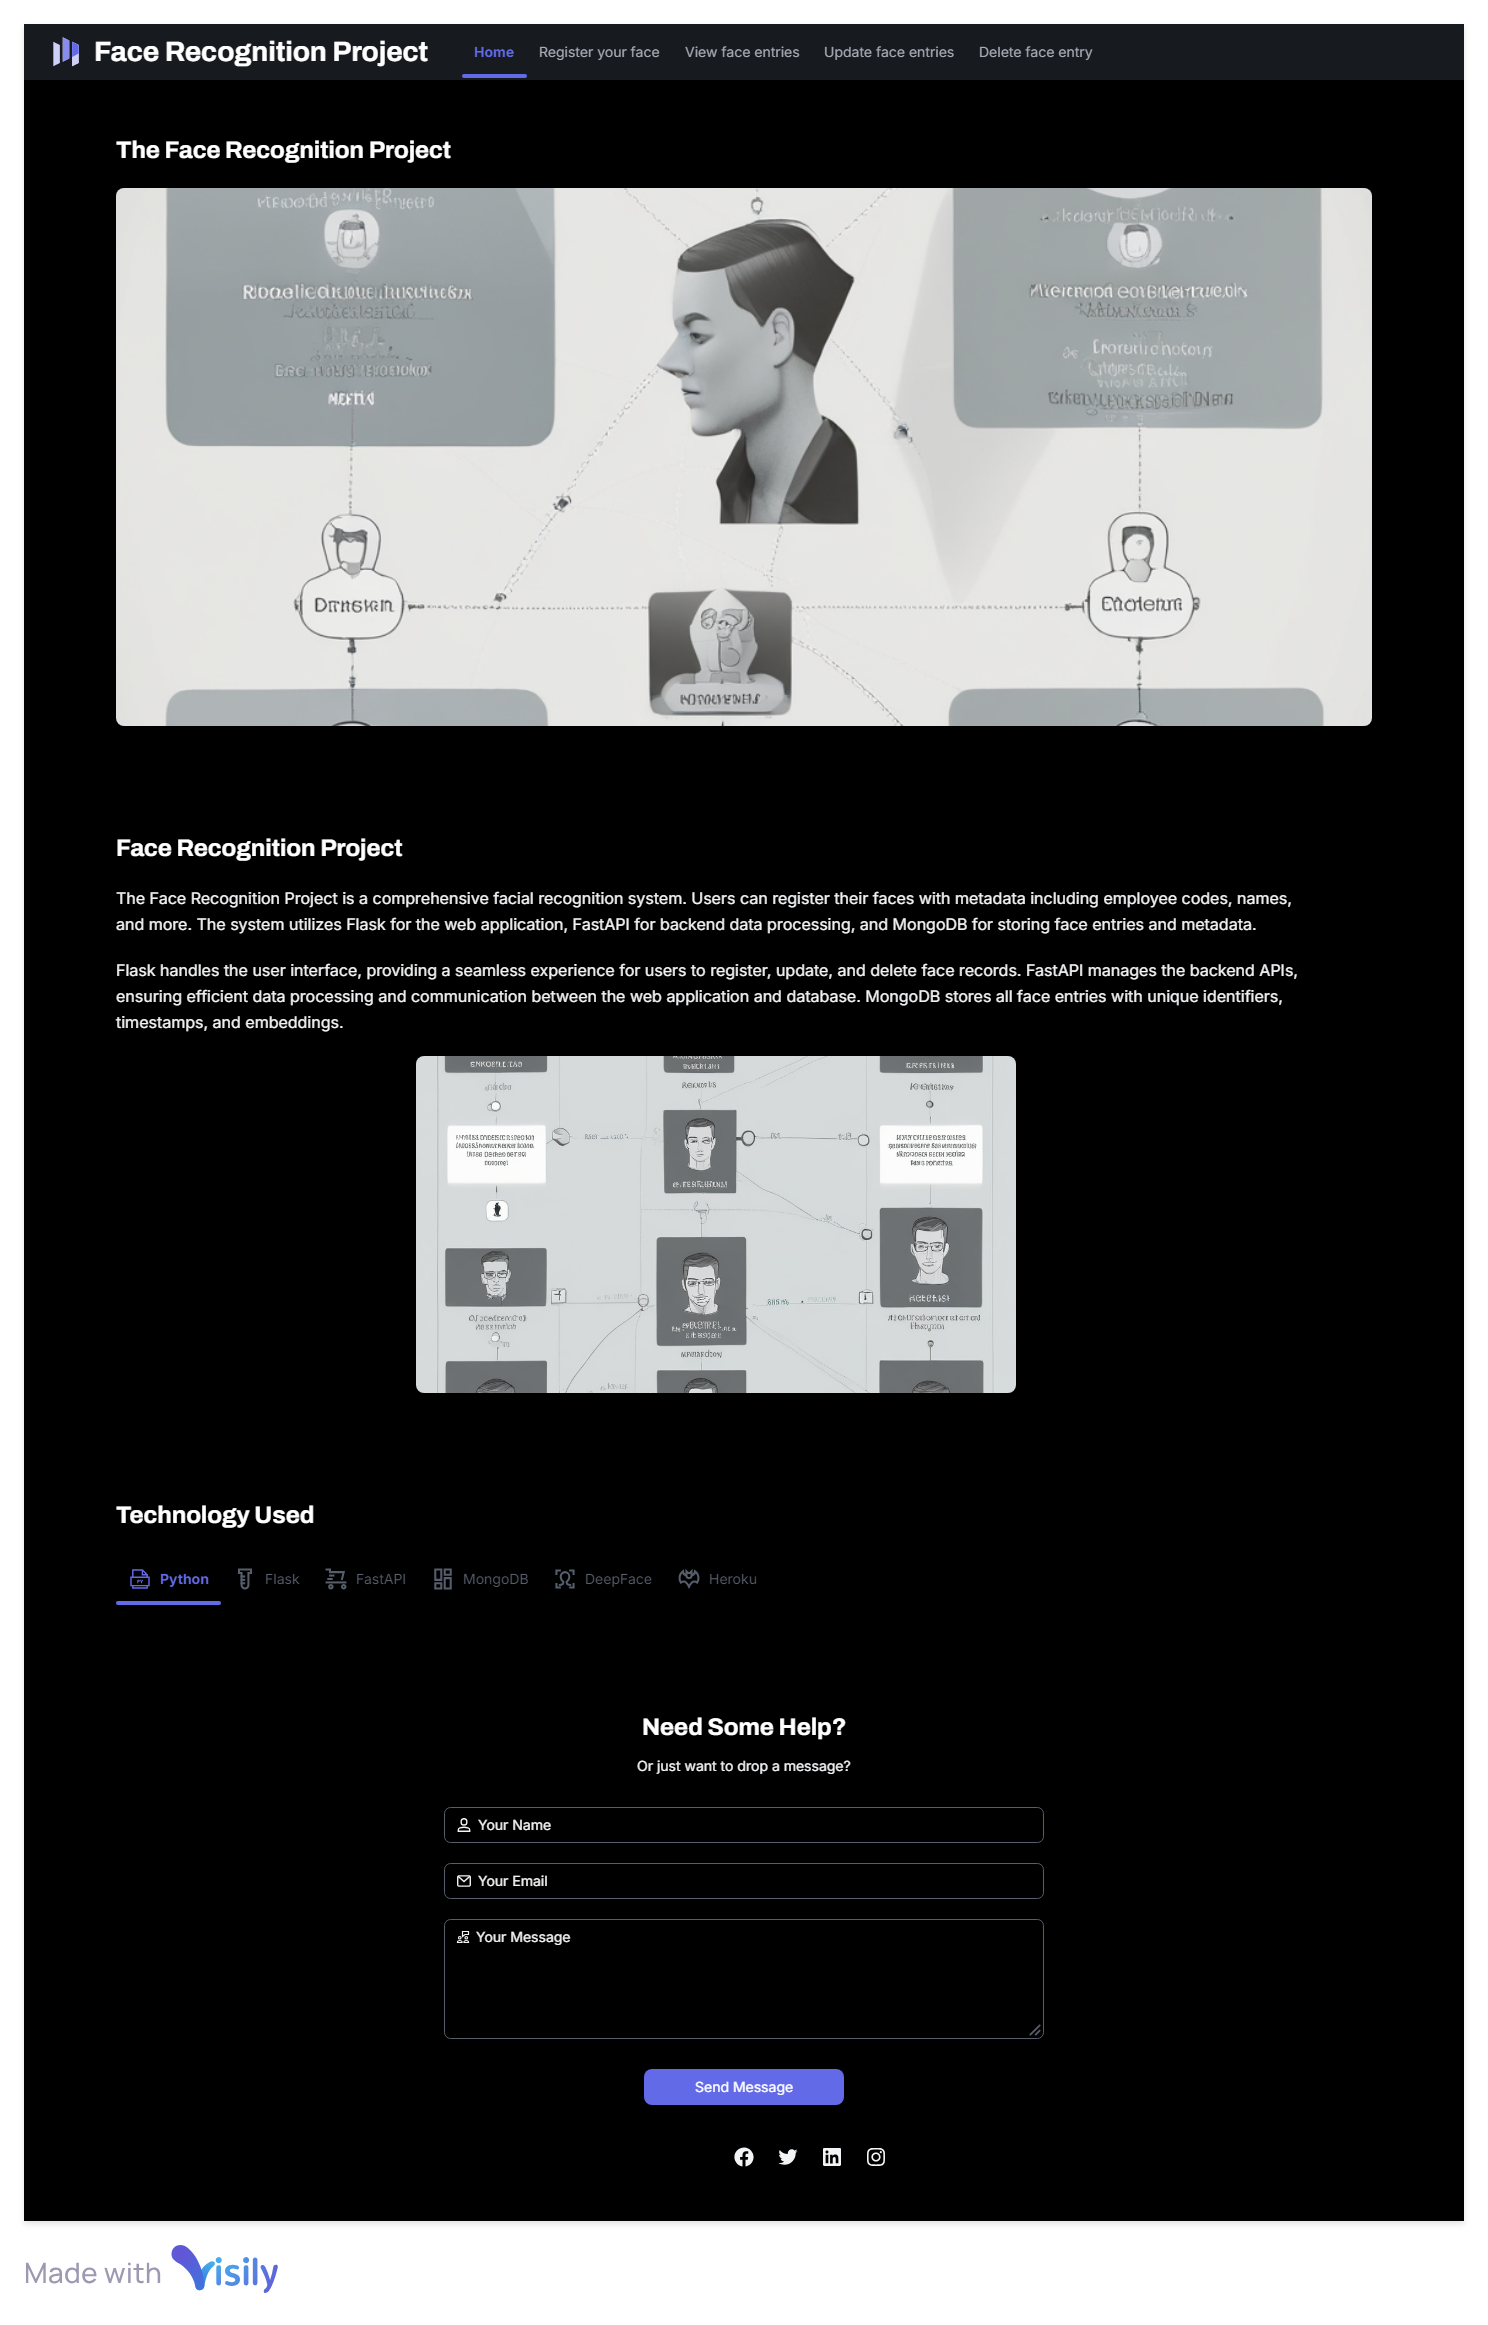 Face Recognition Project
Home
Register your face
View face entries
Update face entries
Delete face entry
The Face Recognition Project
Face Recognition Project
The Face Recognition Project is a comprehensive facial recognition system. Users can register their faces with metadata including employee codes, names,
and more. The system utilizes Flask for the web application, FastAPI for backend data processing, and MongoDB for storing face entries and metadata.
Flask handles the user interface, providing a seamless experience for users to register, update, and delete face records. FastAPI manages the backend APIs,
ensuring efficient data processing and communication between the web application and database. MongoDB stores all face entries with unique identifiers,
timestamps, and embeddings.
Technology Used
Python
Flask
FastAPI
MongoDB
DeepFace
Heroku
Need Some Help?
Or just want to drop a message?
Your Name
Your Email
Your Message
Send Message
Made with Visily